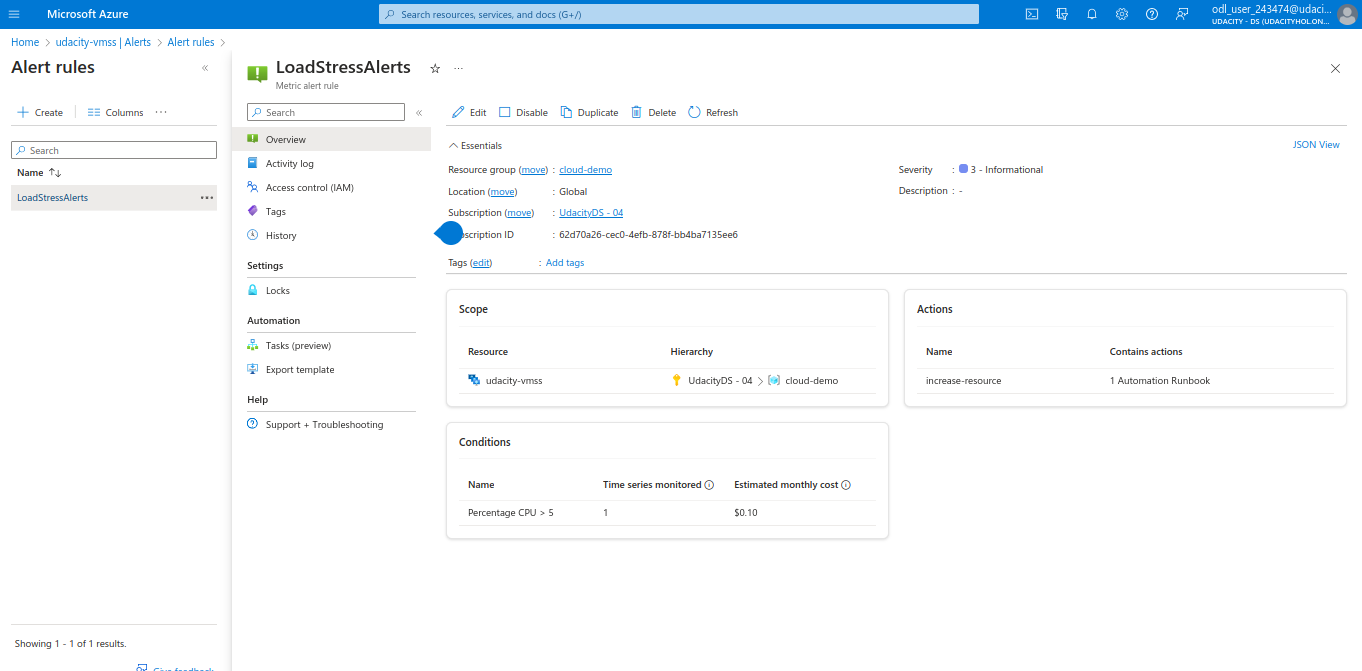 Microsoft Azure
Search resources, services, and docs (G+/)
odl_user_243474@udaci...
UDACITY - DS (UDACITYHOL.ON...
Home > udacity-vmss | Alerts > Alert rules >
Alert rules
Create
Columns
Search
Name
LoadStressAlerts
Showing 1 - 1 of 1 results.
Give feedback
LoadStressAlerts
Metric alert rule
Search
Overview
Activity log
Access control (IAM)
Tags
History
Settings
Locks
Automation
Tasks (preview)
Export template
Help
Support + Troubleshooting
Edit Disable Duplicate Delete Refresh
Essentials
JSON View
Resource group (move) : cloud-demo
Location (move) : Global
Subscription (move) : UdacityDS - 04
scription ID : 62d70a26-cec0-4efb-878f-bb4ba7135ee6
Tags (edit) : Add tags
Severity : 3 - Informational
Description : -
Scope
Resource Hierarchy
udacity-vmss UdacityDS - 04 > cloud-demo
Actions
Name Contains actions
increase-resource 1 Automation Runbook
Conditions
Name Time series monitored Estimated monthly cost
Percentage CPU > 5 1 $0.10